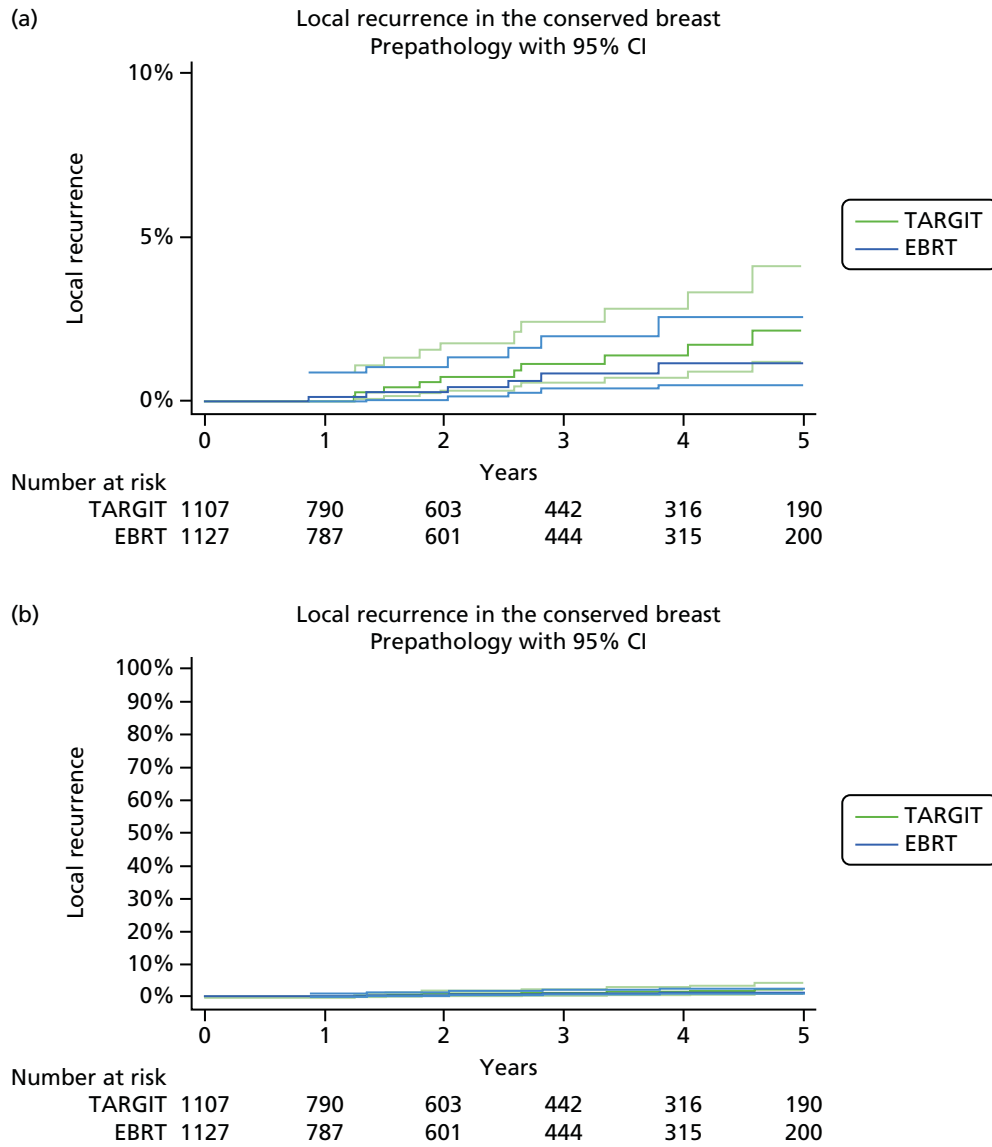 (a)
Local recurrence in the conserved breast
Prepathology with 95% CI
10%
5%
0%
Local recurrence
0 1 2 3 4 5
Years
TARGIT
EBRT
Number at risk
TARGIT 1107 790 603 442 316 190
EBRT 1127 787 601 444 315 200
(b)
Local recurrence in the conserved breast
Prepathology with 95% CI
100%
90%
80%
70%
60%
50%
40%
30%
20%
10%
0%
Local recurrence
0 1 2 3 4 5
Years
TARGIT
EBRT
Number at risk
TARGIT 1107 790 603 442 316 190
EBRT 1127 787 601 444 315 200